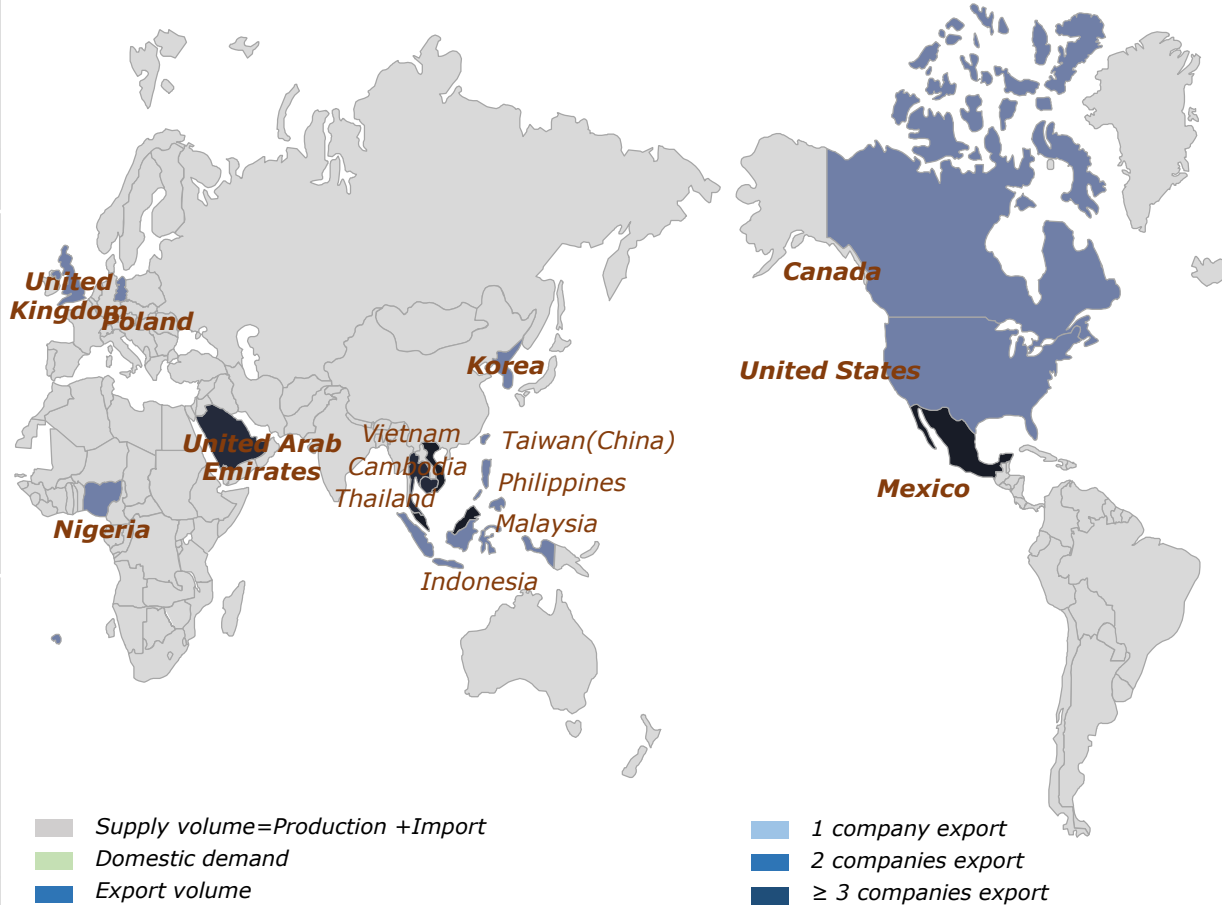 Canada
United
Kingdom
Poland
Korea
United States
United Arab
Emirates
Vietnam
Taiwan(China)
Cambodia
Philippines
Thailand
Mexico
Malaysia
Nigeria
Indonesia
Supply volume=Production +Import
Domestic demand
Export volume
1 company export
2 companies export
≥ 3 companies export